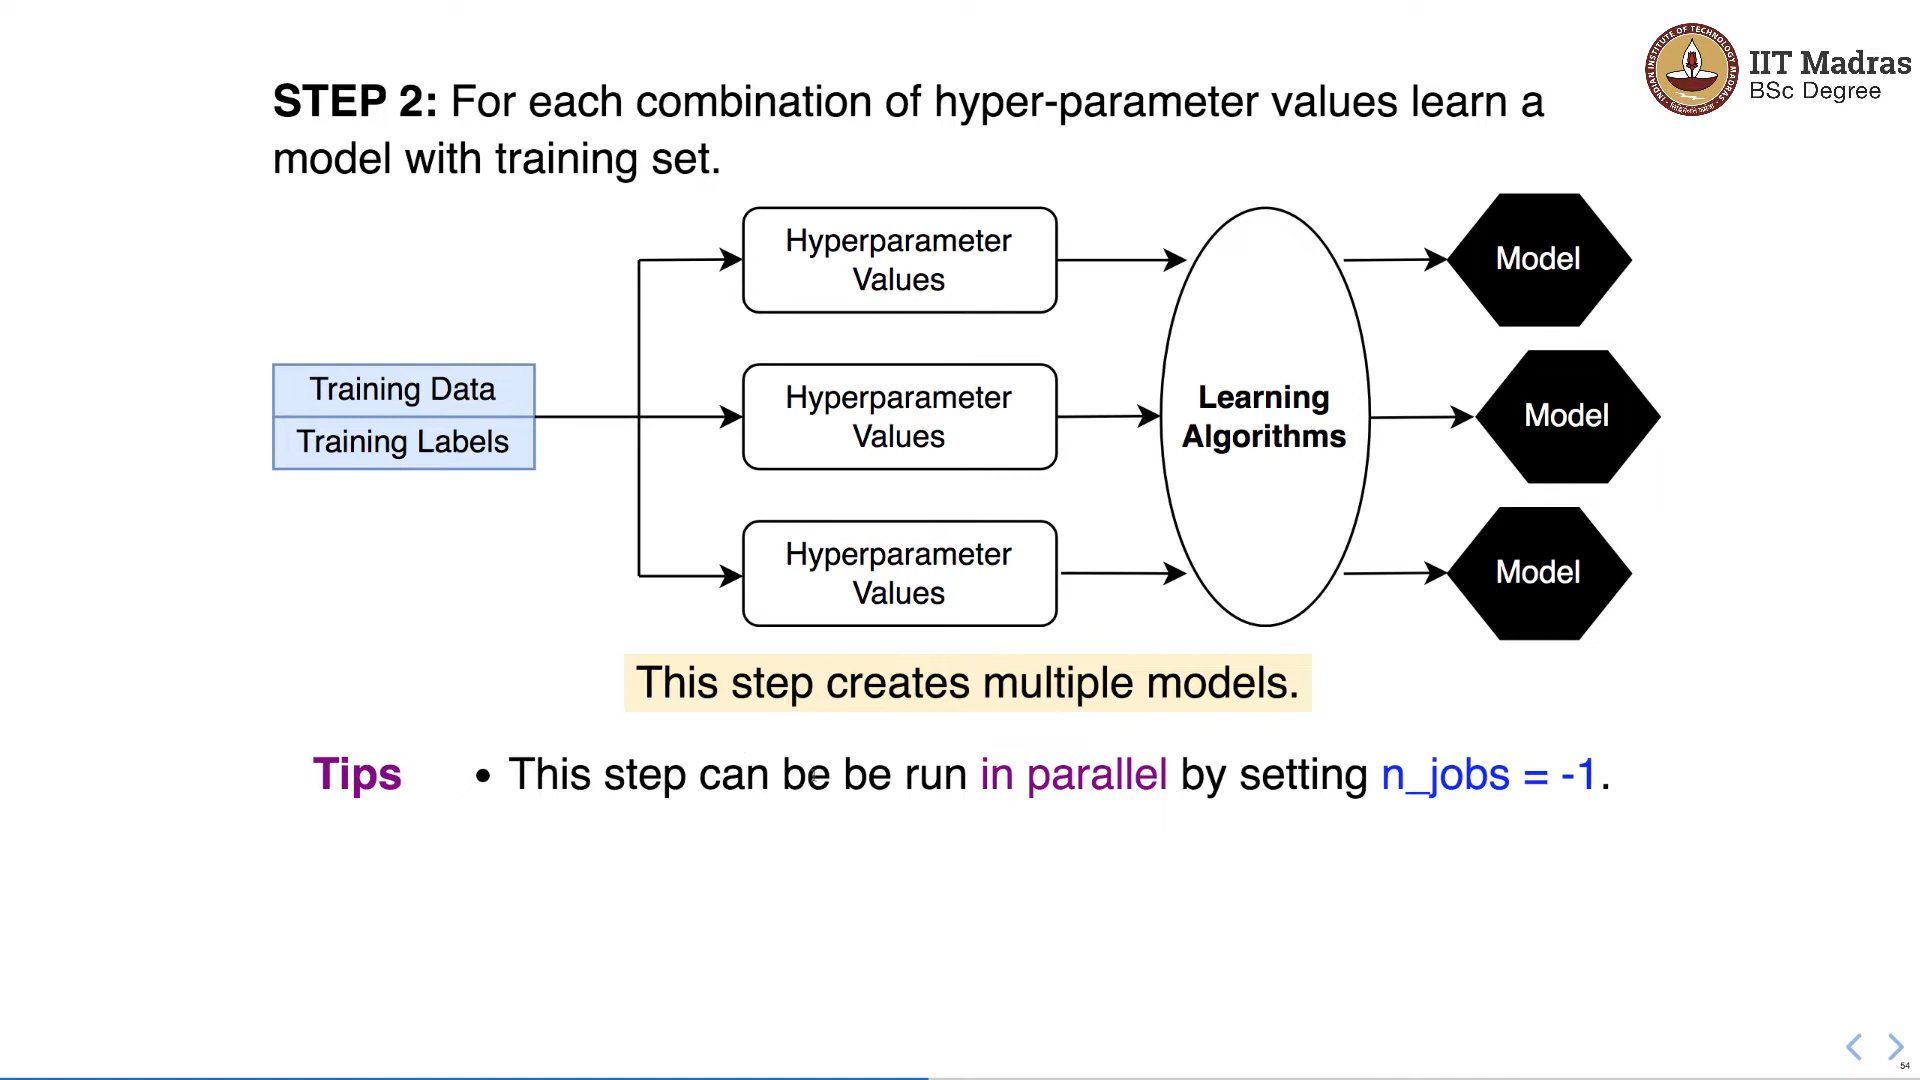 IIT Madras
BSc Degree
STEP 2: For each combination of hyper-parameter values learn a
model with training set.
Hyperparameter
Values
Model
Training Data
Training Labels
Hyperparameter
Values
Learning
Algorithms
Model
Hyperparameter
Values
Model
This step creates multiple models.
Tips
• This step can be be run in parallel by setting n_jobs = -1.
54